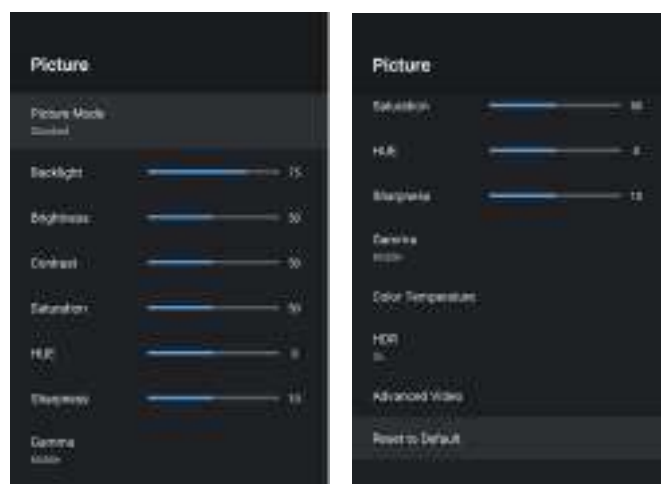 Picture
Picture Mode
Standard
Backlight 75
Brightness 50
Contrast 50
Saturation 50
HUE 0
Sharpness 10
Gamma
Middle
Picture
Saturation 50
HUE 0
Sharpness 10
Gamma
Middle
Color Temperature
HDR
Advanced Video
Reset to Default